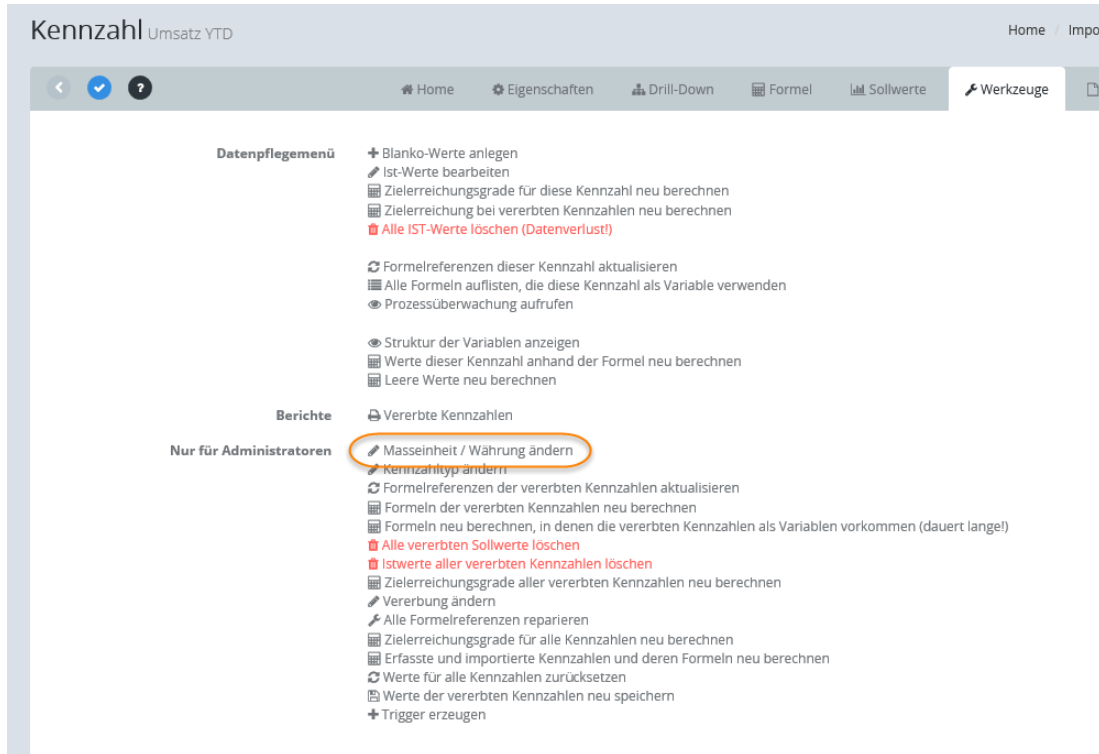 Kennzahl Umsatz YTD
Home / Impo
Home Eigenschaften Drill-Down Formel Sollwerte Werkzeuge
Datenpflegemenü Blanko-Werte anlegen
Ist-Werte bearbeiten
Zielerreichungsgrade für diese Kennzahl neu berechnen
Zielerreichung bei vererbten Kennzahlen neu berechnen
Alle IST-Werte löschen (Datenverlust!)
Formelreferenzen dieser Kennzahl aktualisieren
Alle Formeln auflisten, die diese Kennzahl als Variable verwenden
Prozessüberwachung aufrufen
Struktur der Variablen anzeigen
Werte dieser Kennzahl anhand der Formel neu berechnen
Leere Werte neu berechnen
Berichte Vererbte Kennzahlen
Nur für Administratoren Masseinheit / Währung ändern
Kennzahltyp ändern
Formelreferenzen der vererbten Kennzahlen aktualisieren
Formeln der vererbten Kennzahlen neu berechnen
Formeln neu berechnen, in denen die vererbten Kennzahlen als Variablen vorkommen (dauert lange!)
Alle vererbten Sollwerte löschen
Istwerte aller vererbten Kennzahlen löschen
Zielerreichungsgrade aller vererbten Kennzahlen neu berechnen
Vererbung ändern
Alle Formelreferenzen reparieren
Zielerreichungsgrade für alle Kennzahlen neu berechnen
Erfasste und importierte Kennzahlen und deren Formeln neu berechnen
Werte für alle Kennzahlen zurücksetzen
Werte der vererbten Kennzahlen neu speichern
Trigger erzeugen